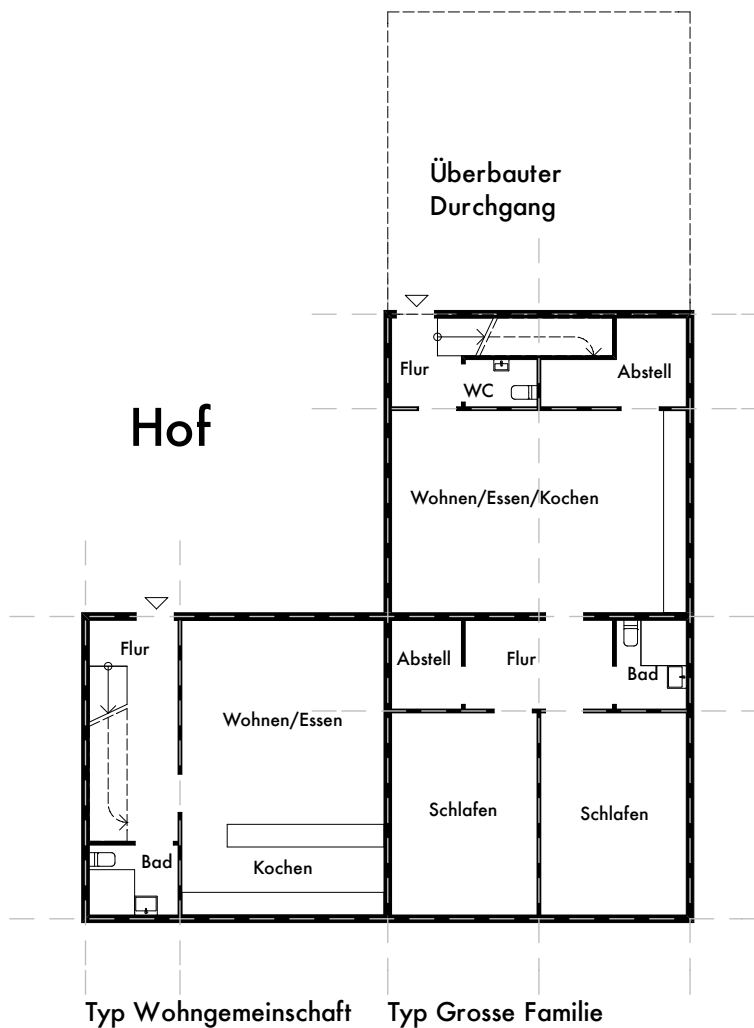 Überbauter
Durchgang
Flur
WC
Abstell
Hof
Wohnen/Essen/Kochen
Flur
Abstell
Flur
Bad
Wohnen/Essen
Schlafen
Schlafen
Bad
Kochen
Typ Wohngemeinschaft
Typ Grosse Familie